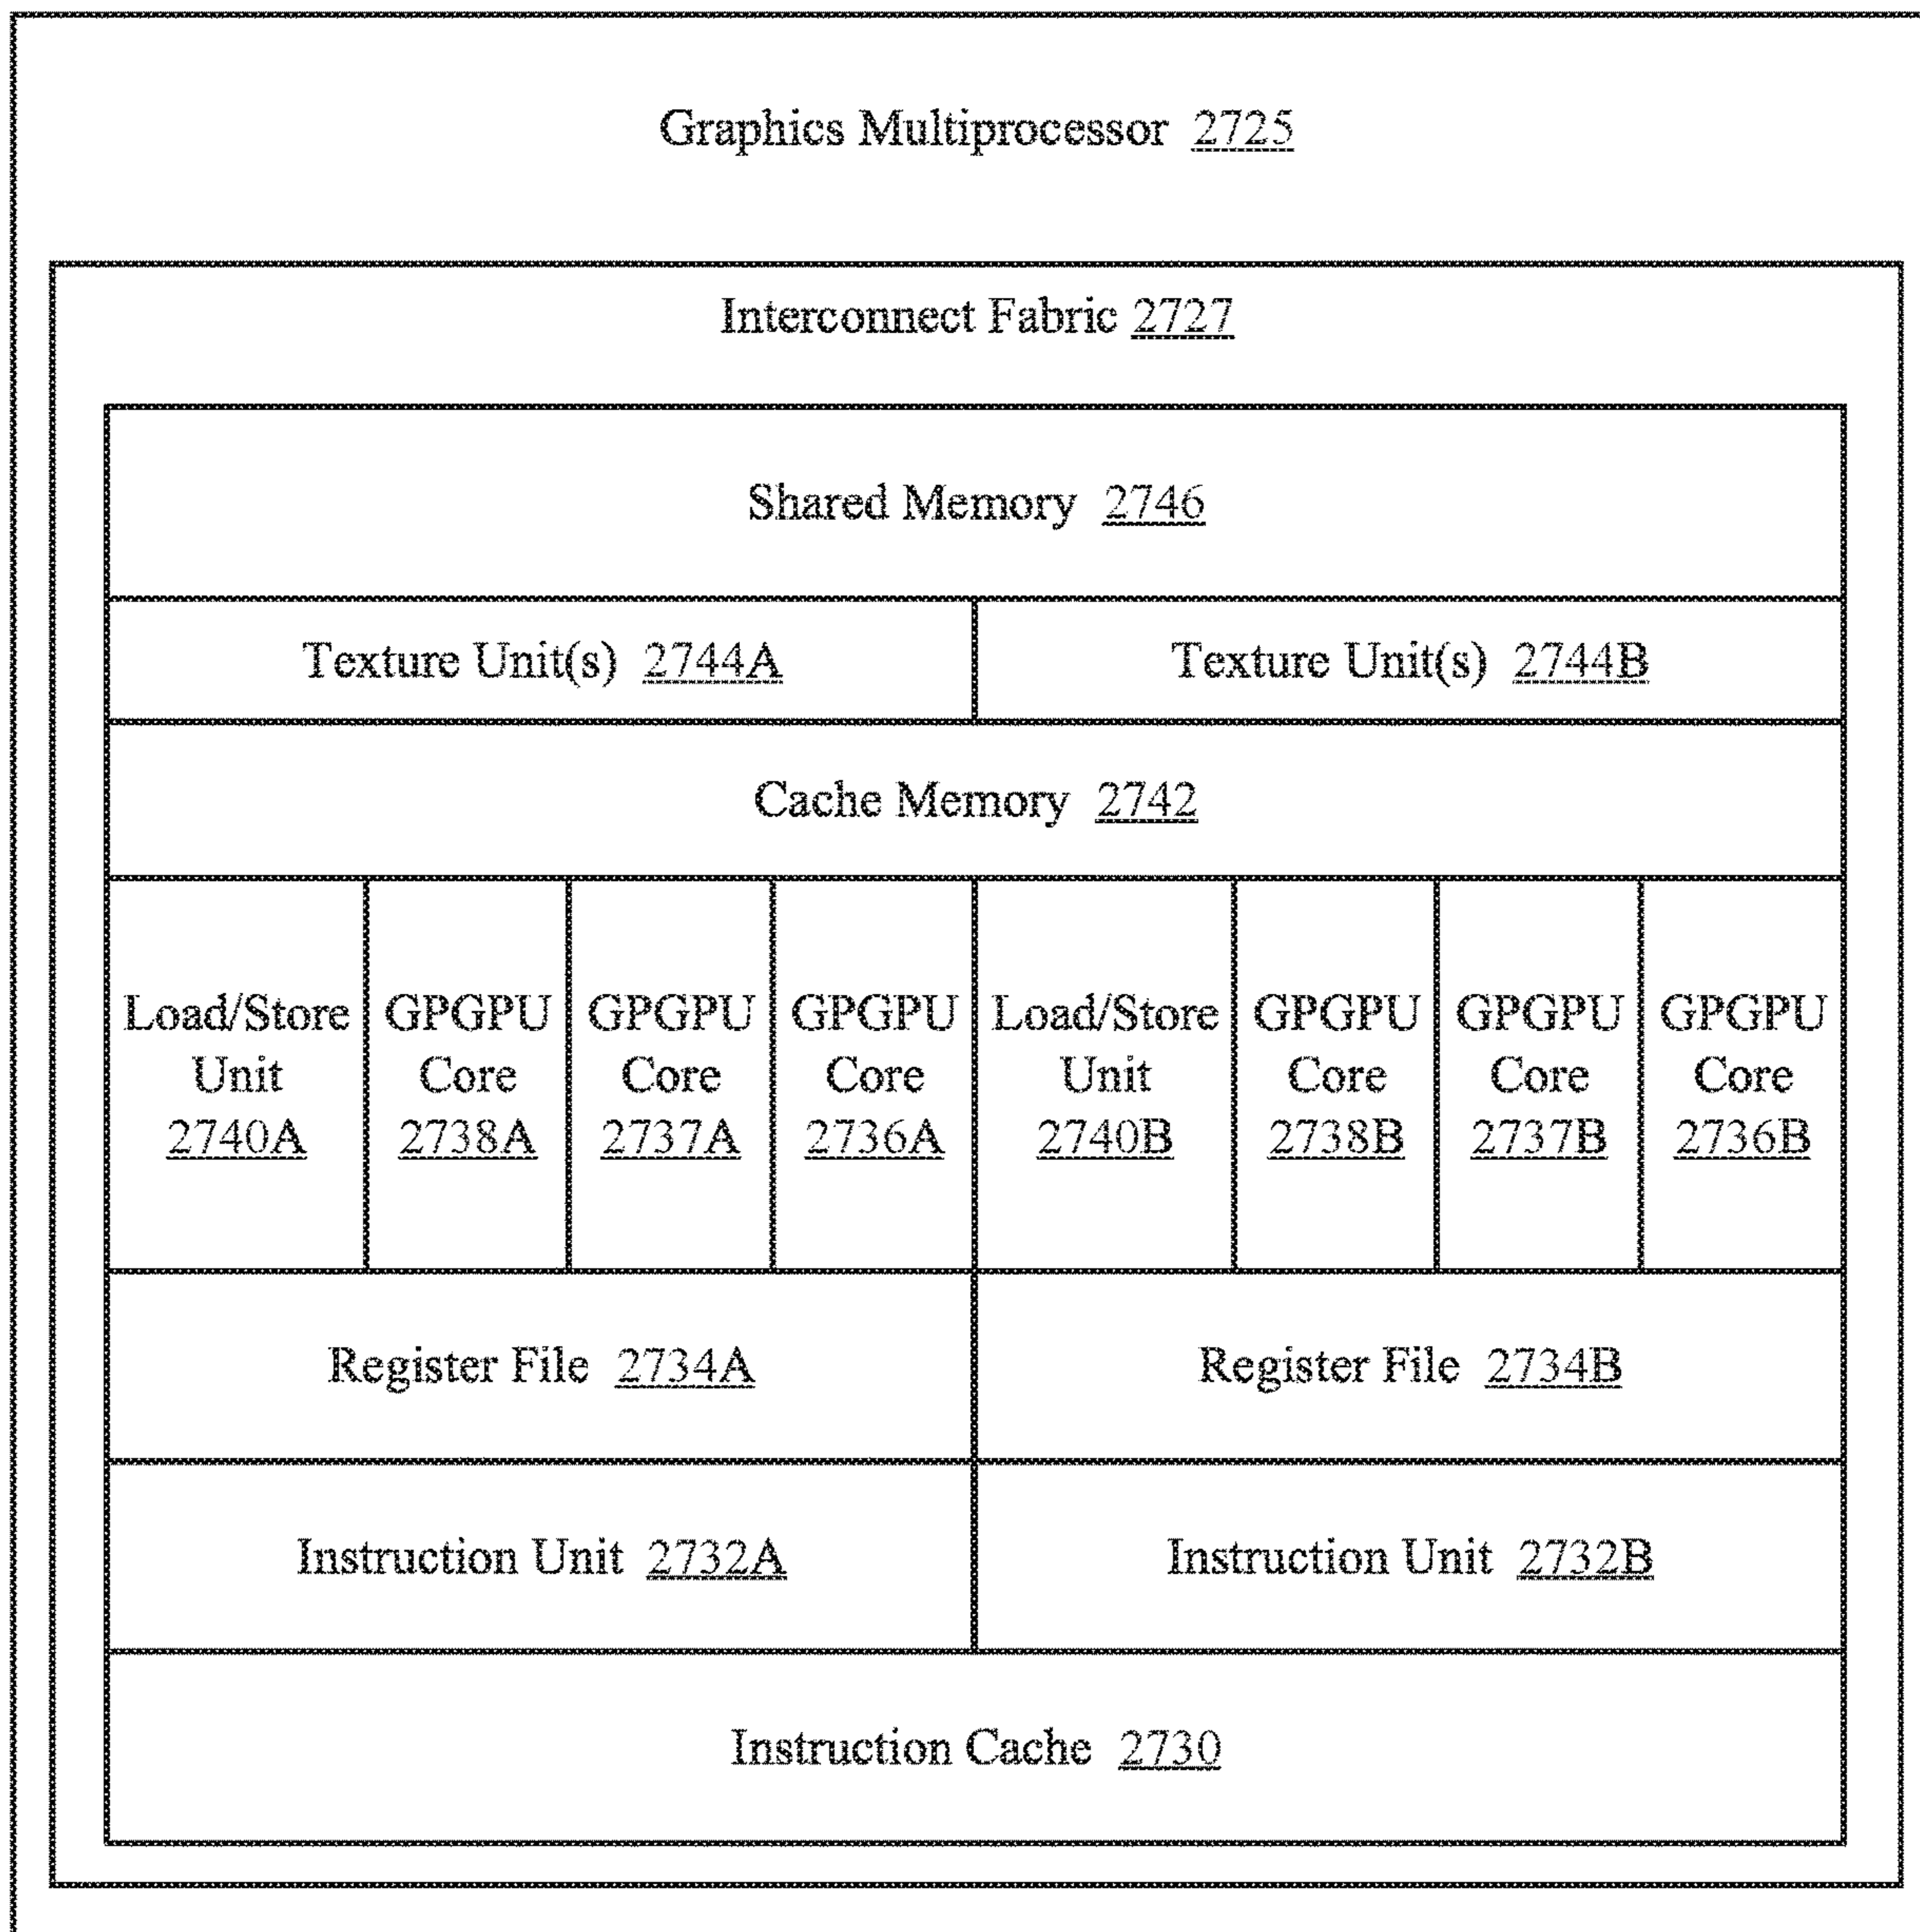 Graphics Multiprocessor 2725
Interconnect Fabric 2727
Shared Memory 2746
Texture Unit(s) 2744A
Texture Unit(s) 2744B
Cache Memory 2742
Load/Store
Unit
2740A
GPGPU
Core
2738A
GPGPU
Core
2737A
GPGPU
Core
2736A
Load/Store
Unit
2740B
GPGPU
Core
2738B
GPGPU
Core
2737B
GPGPU
Core
2736B
Register File 2734A
Register File 2734B
Instruction Unit 2732A
Instruction Unit 2732B
Instruction Cache 2730